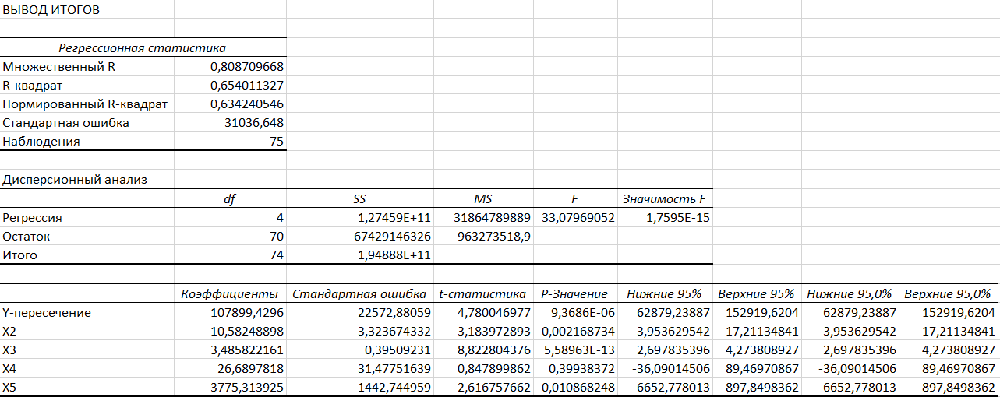 ВЫВОД ИТОГОВ
Регрессионная статистика
Множественный R 0,808709668
R-квадрат 0,654011327
Нормированный R-квадрат 0,634240546
Стандартная ошибка 31036,648
Наблюдения 75
Дисперсионный анализ
df SS MS F Значимость F
Регрессия 4 1,27459E+11 31864789889 33,07969052 1,7595E-15
Остаток 70 67429146326 963273518,9
Итого 74 1,94888E+11
Коэффициенты Стандартная ошибка t-статистика P-Значение Нижние 95% Верхние 95% Нижние 95,0% Верхние 95,0%
Y-пересечение 107899,4296 22572,88059 4,780046977 9,3686E-06 62879,23887 152919,6204 62879,23887 152919,6204
X2 10,58248898 3,323674332 3,183972893 0,002168734 3,953629542 17,21134841 3,953629542 17,21134841
X3 3,485822161 0,39509231 8,822804376 5,58963E-13 2,697835396 4,273808927 2,697835396 4,273808927
X4 26,6897818 31,47751639 0,847899862 0,39938372 -36,09014506 89,46970867 -36,09014506 89,46970867
X5 -3775,313925 1442,744959 -2,616757662 0,010868248 -6652,778013 -897,8498362 -6652,778013 -897,8498362